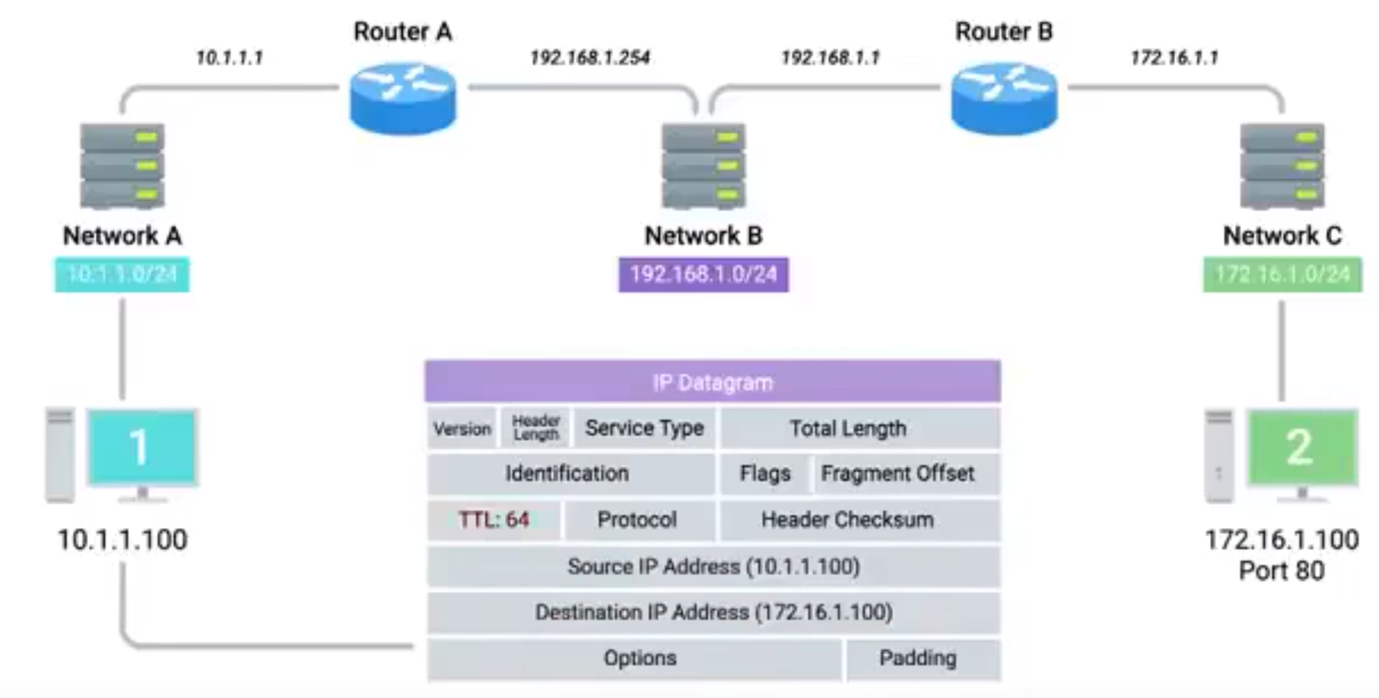 Router A
Router B
10.1.1.1
192.168.1.254
192.168.1.1
172.16.1.1
Network A
Network B
Network C
10.1.1.0/24
192.168.1.0/24
172.16.1.0/24
IP Datagram
Version
Header
Length
Service Type
Total Length
Identification
Flags
Fragment Offset
TTL: 64
Protocol
Header Checksum
Source IP Address (10.1.1.100)
Destination IP Address (172.16.1.100)
Options
Padding
1
10.1.1.100
2
172.16.1.100
Port 80